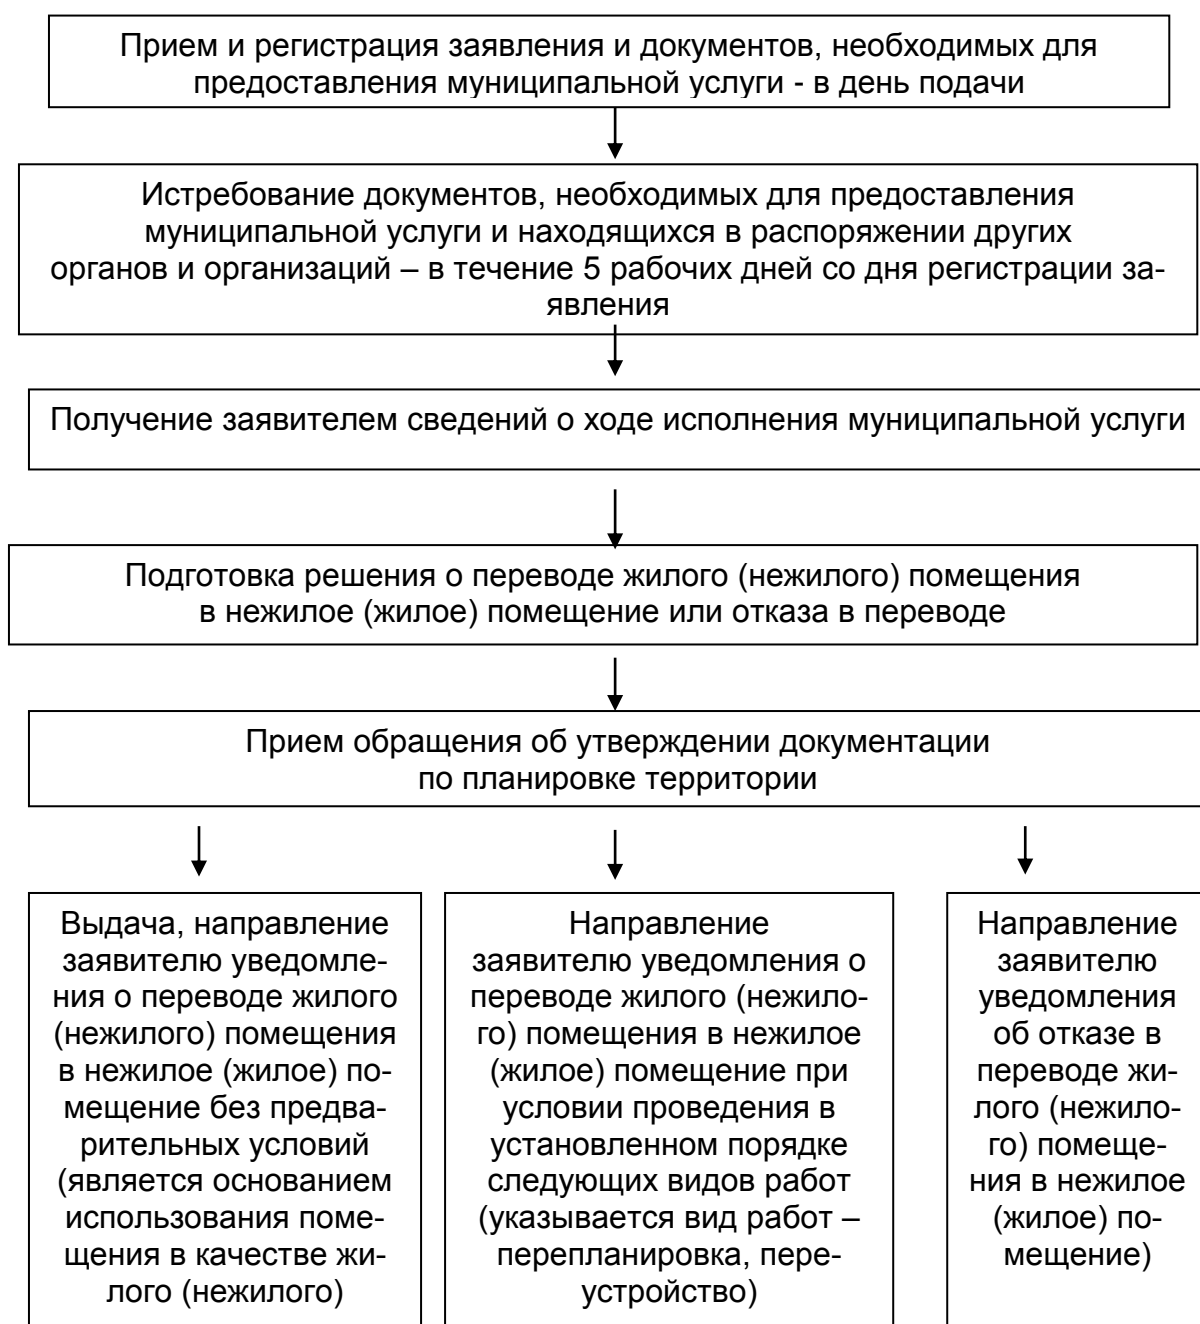 Прием и регистрация заявления и документов, необходимых для
предоставления муниципальной услуги - в день подачи
Истребование документов, необходимых для предоставления
муниципальной услуги и находящихся в распоряжении других
органов и организаций – в течение 5 рабочих дней со дня регистрации за-
явления
Получение заявителем сведений о ходе исполнения муниципальной услуги
Подготовка решения о переводе жилого (нежилого) помещения
в нежилое (жилое) помещение или отказа в переводе
Прием обращения об утверждении документации
по планировке территории
Выдача, направление
заявителю уведомле-
ния о переводе жилого
(нежилого) помещения
в нежилое (жилое) по-
мещение без предва-
рительных условий
(является основанием
использования поме-
щения в качестве жи-
лого (нежилого)
Направление
заявителю уведомления о
переводе жилого (нежило-
го) помещения в нежилое
(жилое) помещение при
условии проведения в
установленном порядке
следующих видов работ
(указывается вид работ –
перепланировка, пере-
устройство)
Направление
заявителю
уведомления
об отказе в
переводе жи-
лого (нежило-
го) помеще-
ния в нежилое
(жилое) по-
мещение)